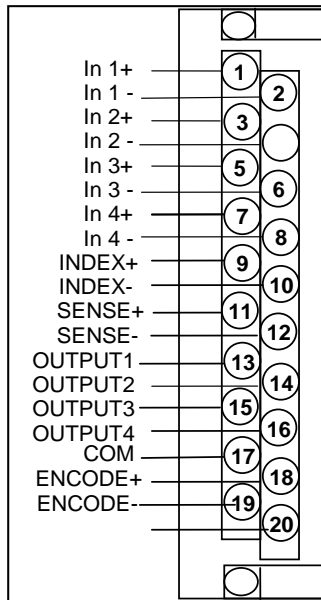 In 1+
1
In 1 -
2
In 2+
3
In 2 -
In 3+
5
In 3 -
6
In 4+
7
In 4 -
8
INDEX+
9
INDEX-
10
SENSE+
11
SENSE-
12
OUTPUT1
13
OUTPUT2
14
OUTPUT3
15
OUTPUT4
16
COM
17
ENCODE+
18
ENCODE-
19
20